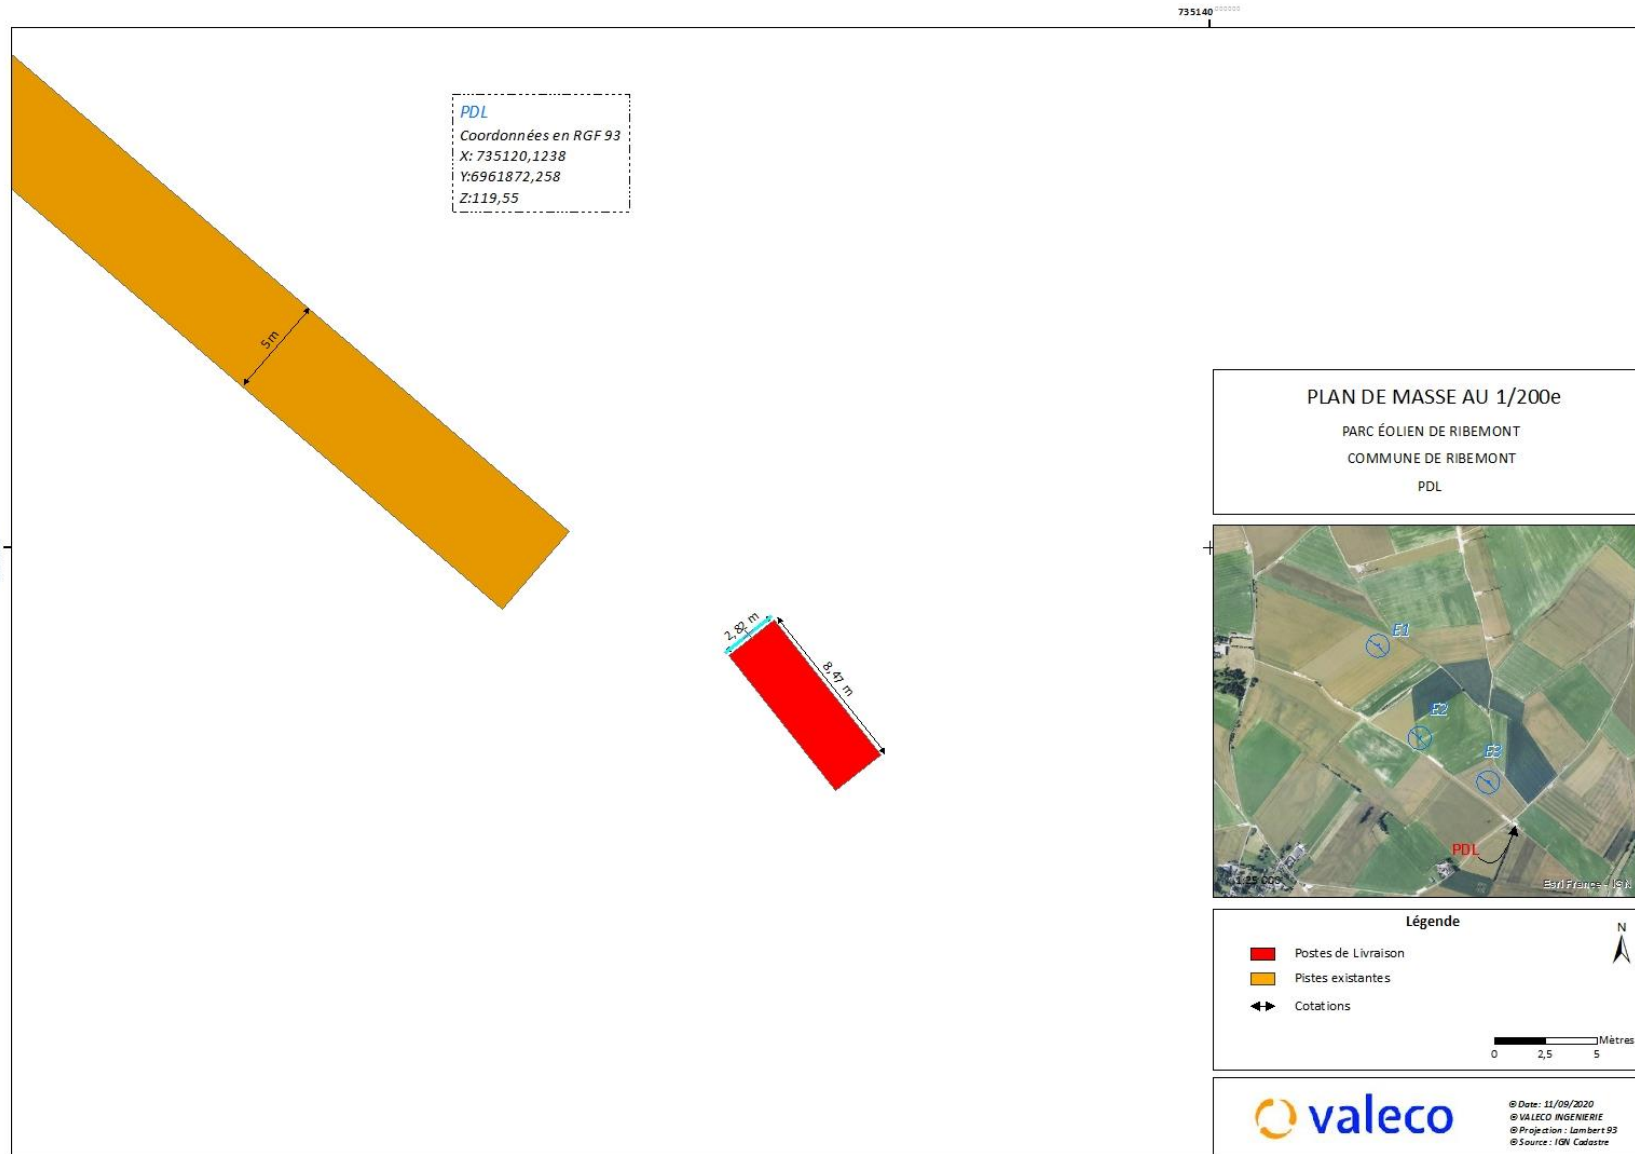 735140
PDL
Coordonnées en RGF 93
X: 735120,1238
Y:6961872,258
Z:119,55
5m
2,82 m
8,47 m
PLAN DE MASSE AU 1/200e
PARC ÉOLIEN DE RIBEMONT
COMMUNE DE RIBEMONT
PDL
E1
E2
E3
PDL
Esri France - IGN
Légende
N
Postes de Livraison
Pistes existantes
Cotations
Mètres
0 2,5 5
valeco
© Date: 11/09/2020
© VALECO INGENIERIE
© Projection : Lambert 93
© Source : IGN Cadastre